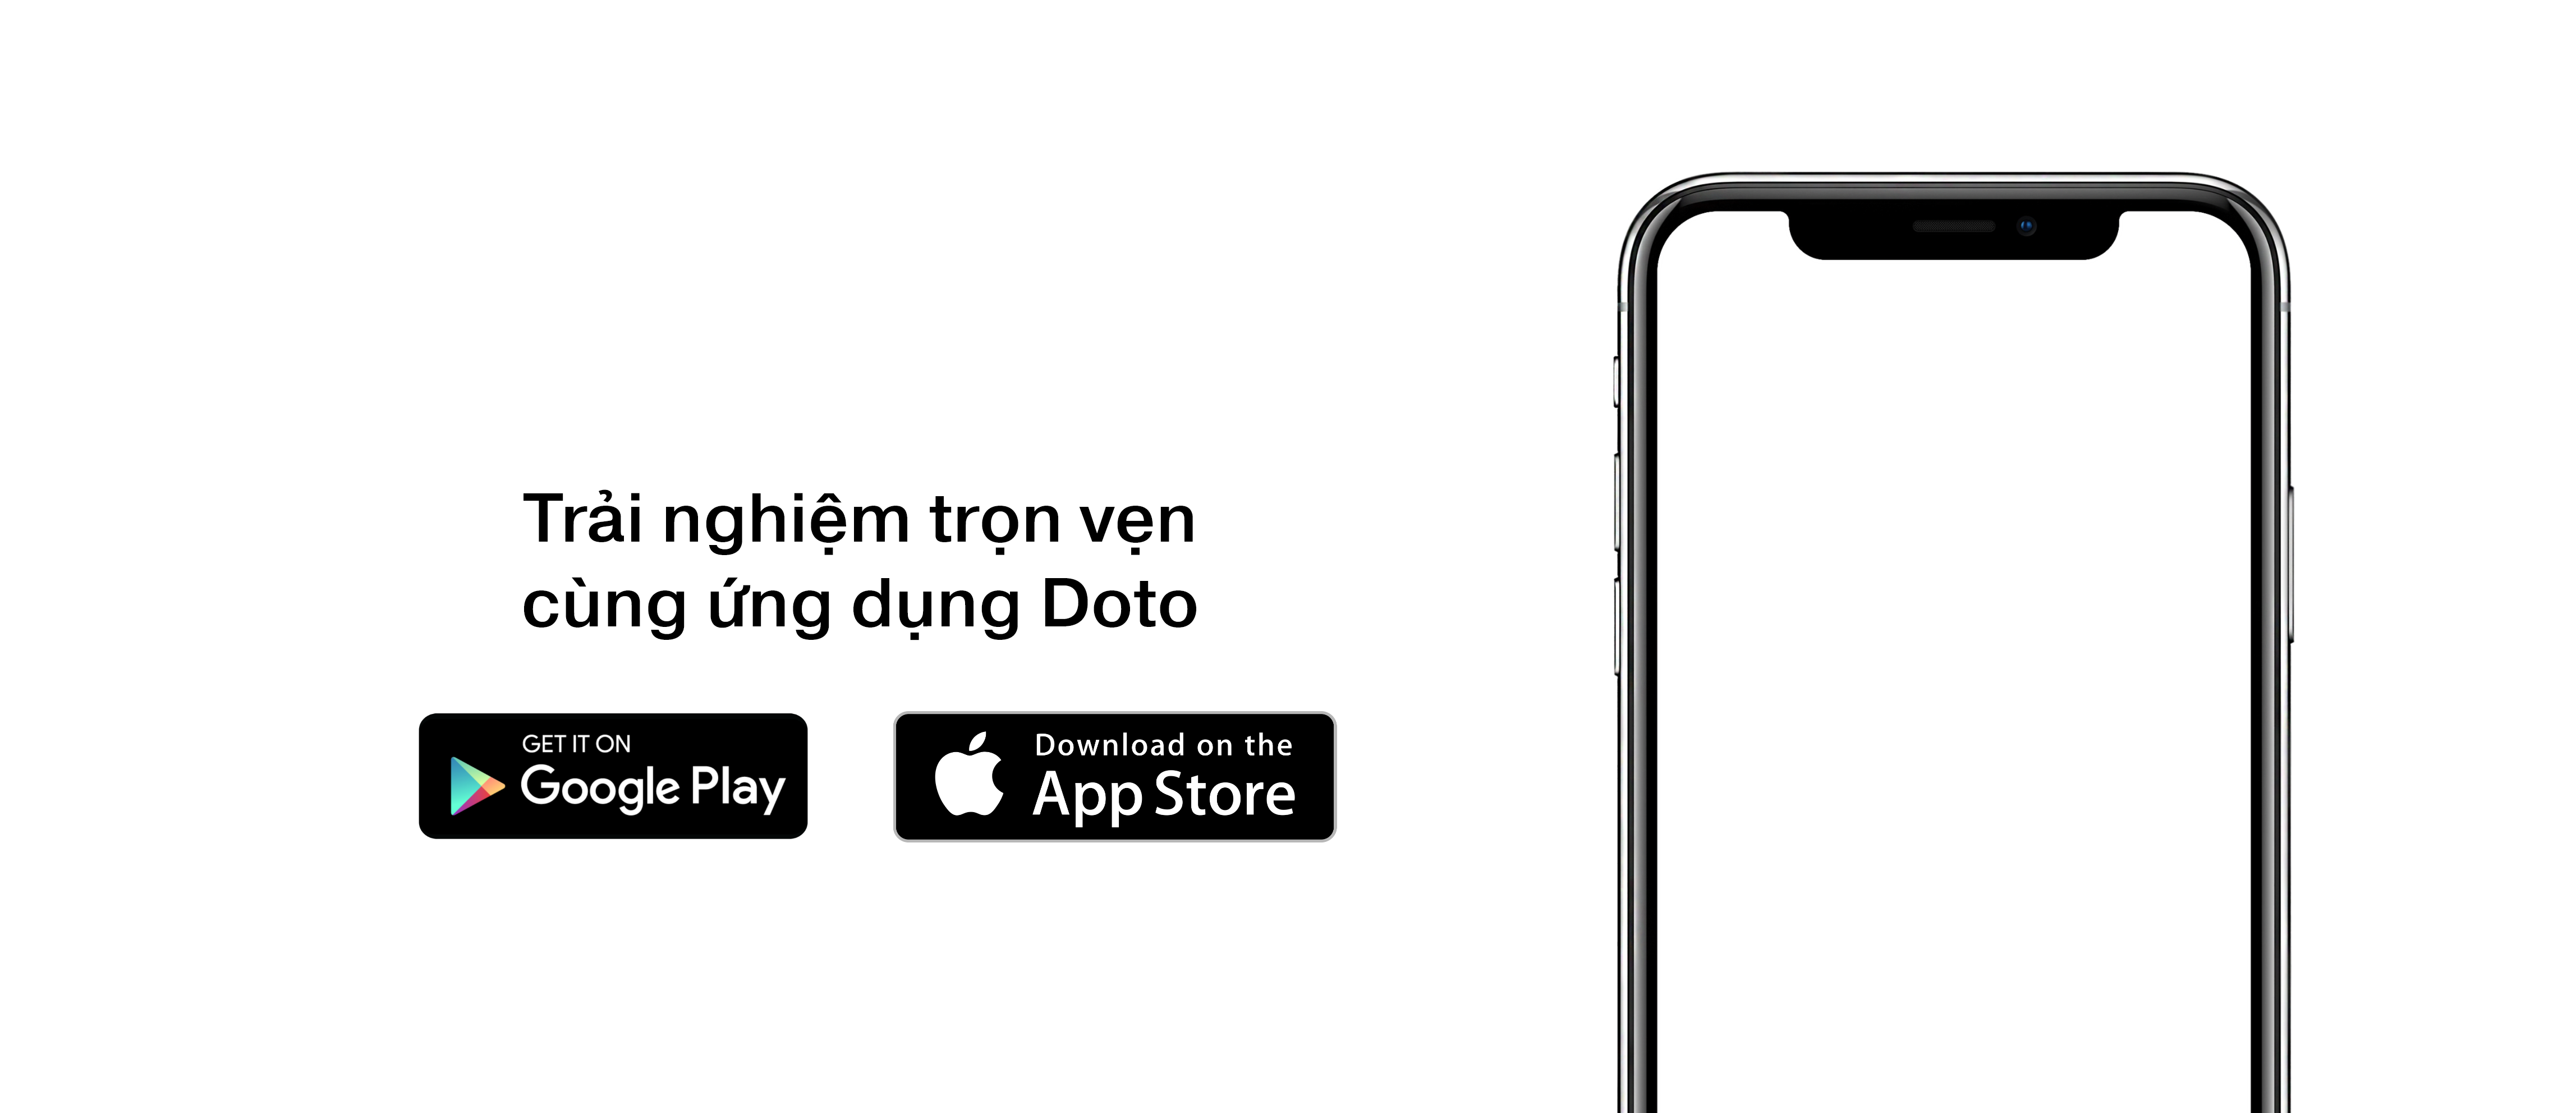 Trải nghiệm trọn vẹn
cùng ứng dụng Doto
GET IT ON
Google Play
Download on the
App Store